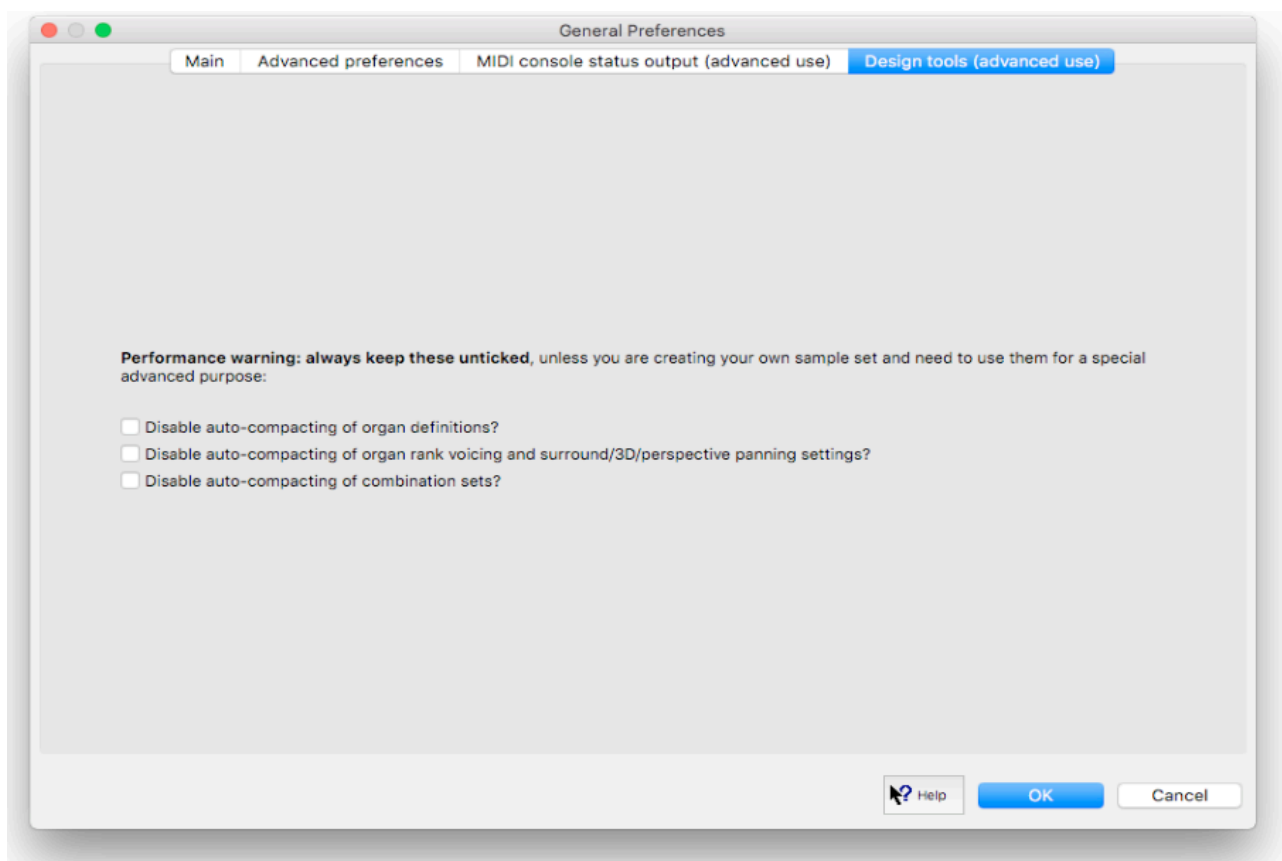 General Preferences
Main Advanced preferences MIDI console status output (advanced use) Design tools (advanced use)
Performance warning: always keep these unticked, unless you are creating your own sample set and need to use them for a special
advanced purpose:
Disable auto-compacting of organ definitions?
Disable auto-compacting of organ rank voicing and surround/3D/perspective panning settings?
Disable auto-compacting of combination sets?
? Help OK Cancel